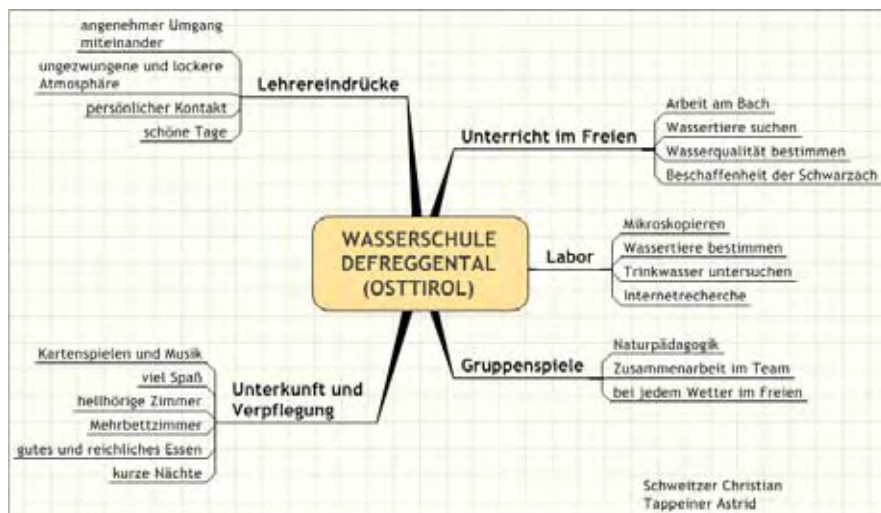 angenehmer Umgang
miteinander
ungezwungene und lockere
Atmosphäre
persönlicher Kontakt
schöne Tage
Lehrereindrücke
Unterricht im Freien
Arbeit am Bach
Wassertiere suchen
Wasserqualität bestimmen
Beschaffenheit der Schwarzach
WASSERSCHULE
DEFREGGENTAL
(OSTTIROL)
Labor
Mikroskopieren
Wassertiere bestimmen
Trinkwasser untersuchen
Internetrecherche
Gruppenspiele
Naturpädagogik
Zusammenarbeit im Team
bei jedem Wetter im Freien
Unterkunft und
Verpflegung
Kartenspielen und Musik
viel Spaß
hellhörige Zimmer
Mehrbettzimmer
gutes und reichliches Essen
kurze Nächte
Schweitzer Christian
Tappeiner Astrid